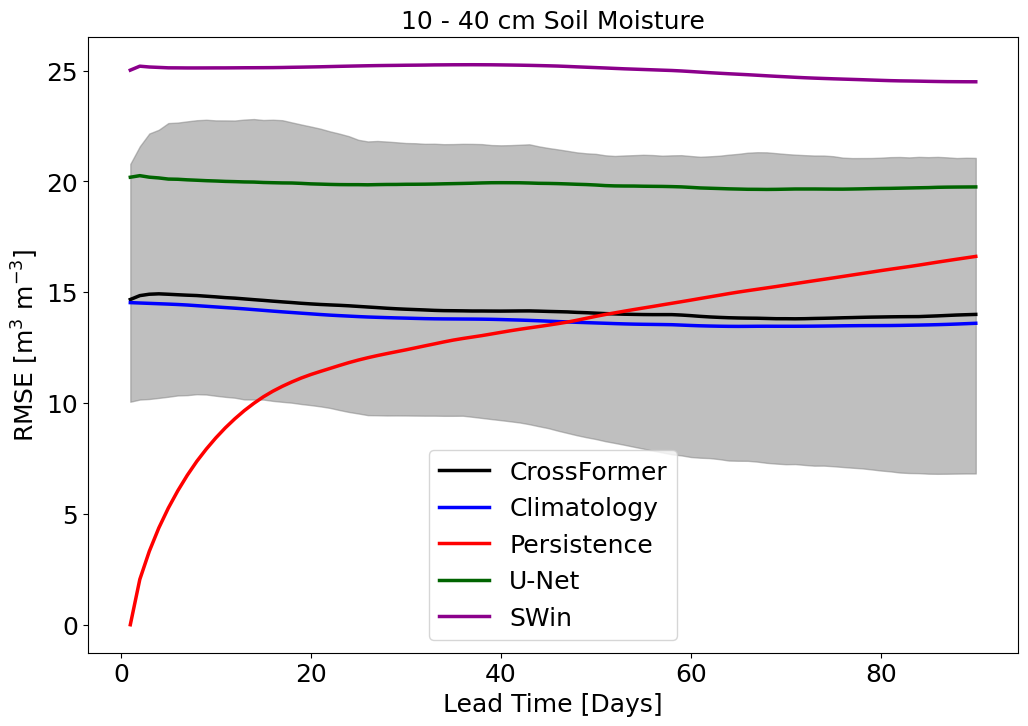 10 - 40 cm Soil Moisture
RMSE [m³ m⁻³]
25
20
15
10
5
0
CrossFormer
Climatology
Persistence
U-Net
SWin
0 20 40 60 80
Lead Time [Days]